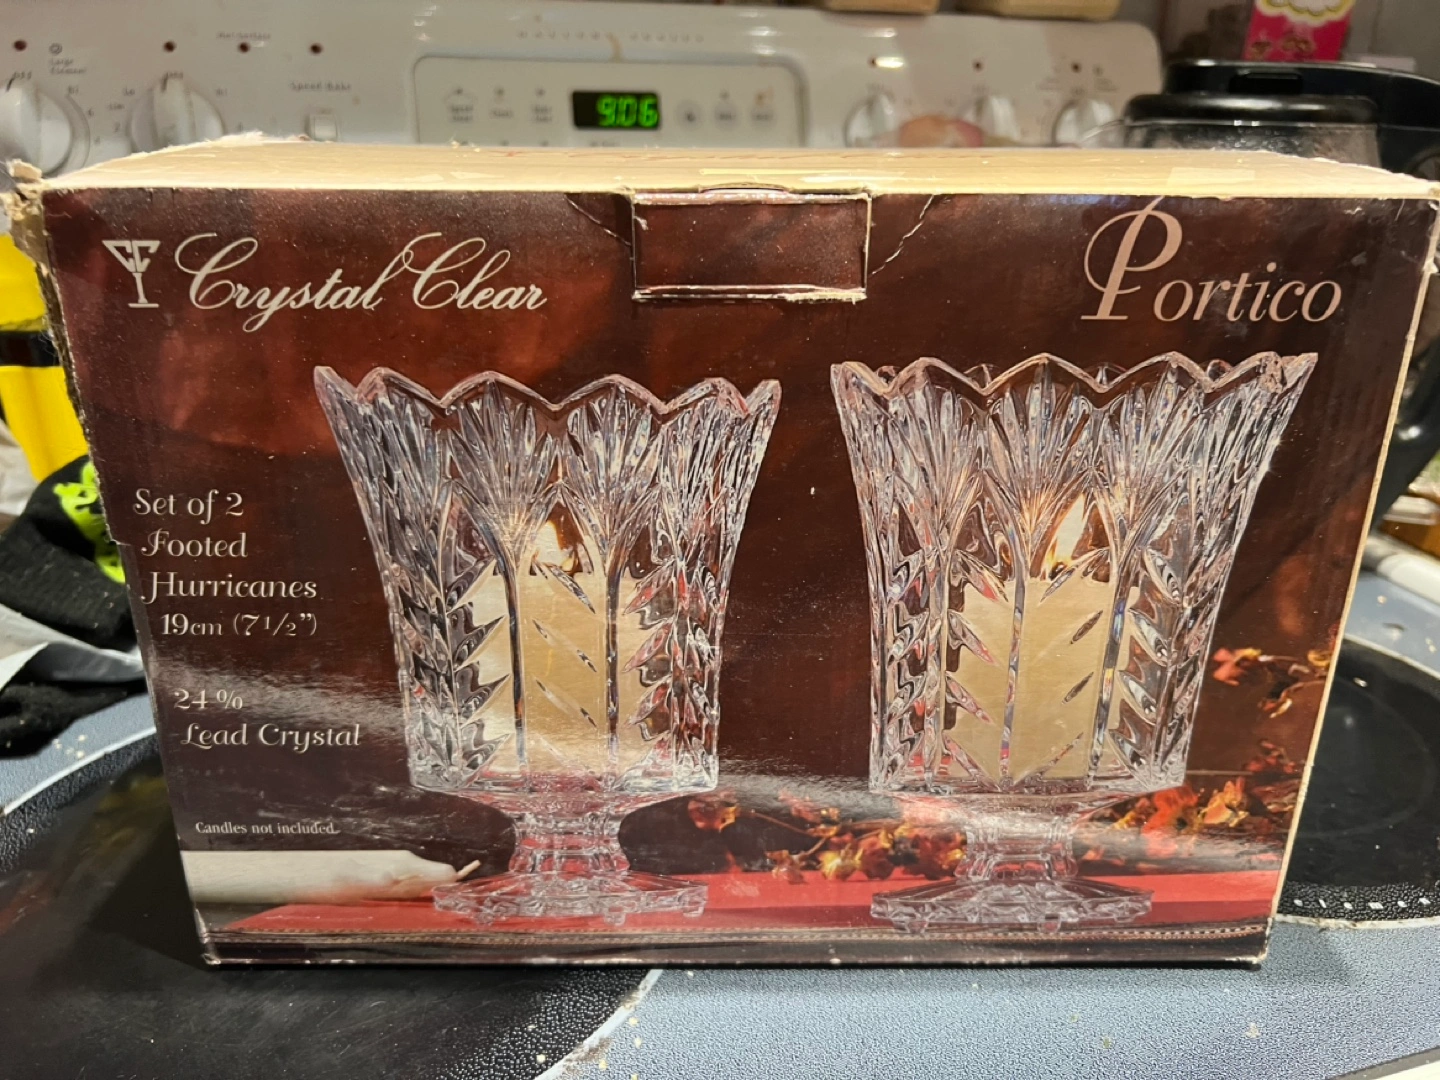 9:06
Crystal Clear
Portico
Set of 2
Footed
Hurricanes
19cm (7 1/2")
24%
Lead Crystal
Candles not included.